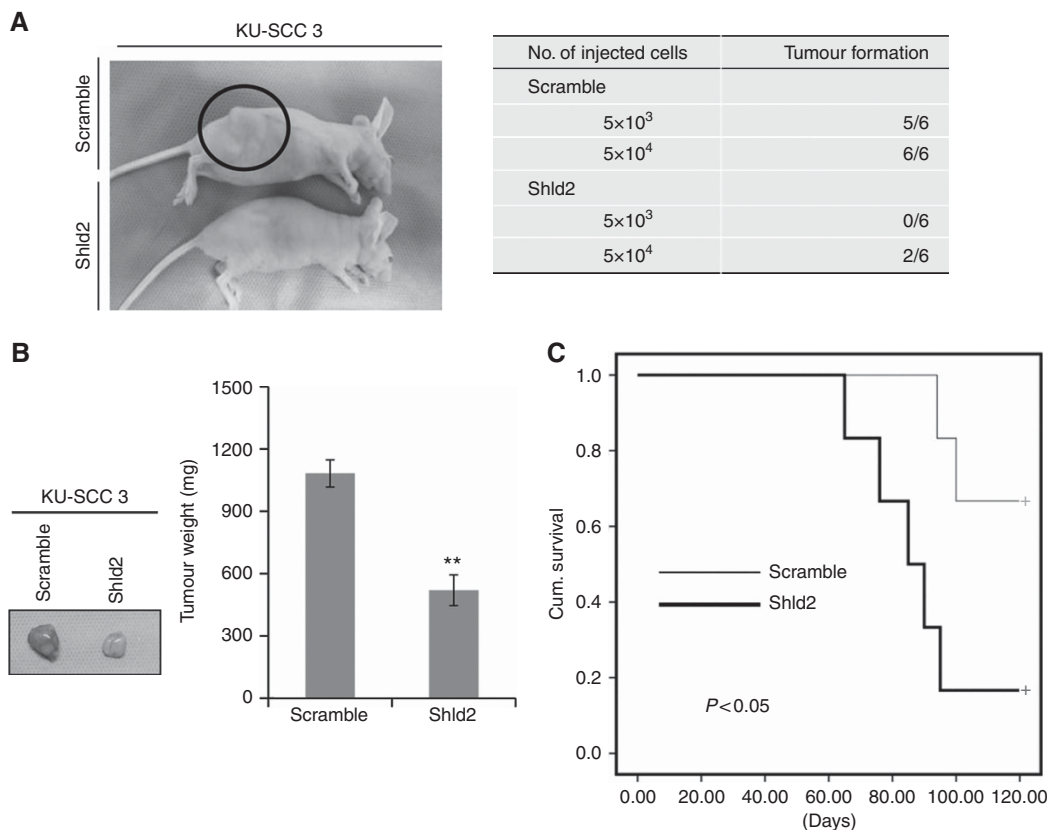 A
KU-SCC 3
Scramble
Shld2
No. of injected cells Tumour formation
Scramble
5×10³ 5/6
5×10⁴ 6/6
Shld2
5×10³ 0/6
5×10⁴ 2/6
B
KU-SCC 3
Scramble
Shld2
Tumour weight (mg)
1500
1200
900
600
300
0
**
Scramble Shld2
C
Cum. survival
1.0
0.8
0.6
0.4
0.2
0.0
Scramble
Shld2
P<0.05
0.00 20.00 40.00 60.00 80.00 100.00 120.00
(Days)